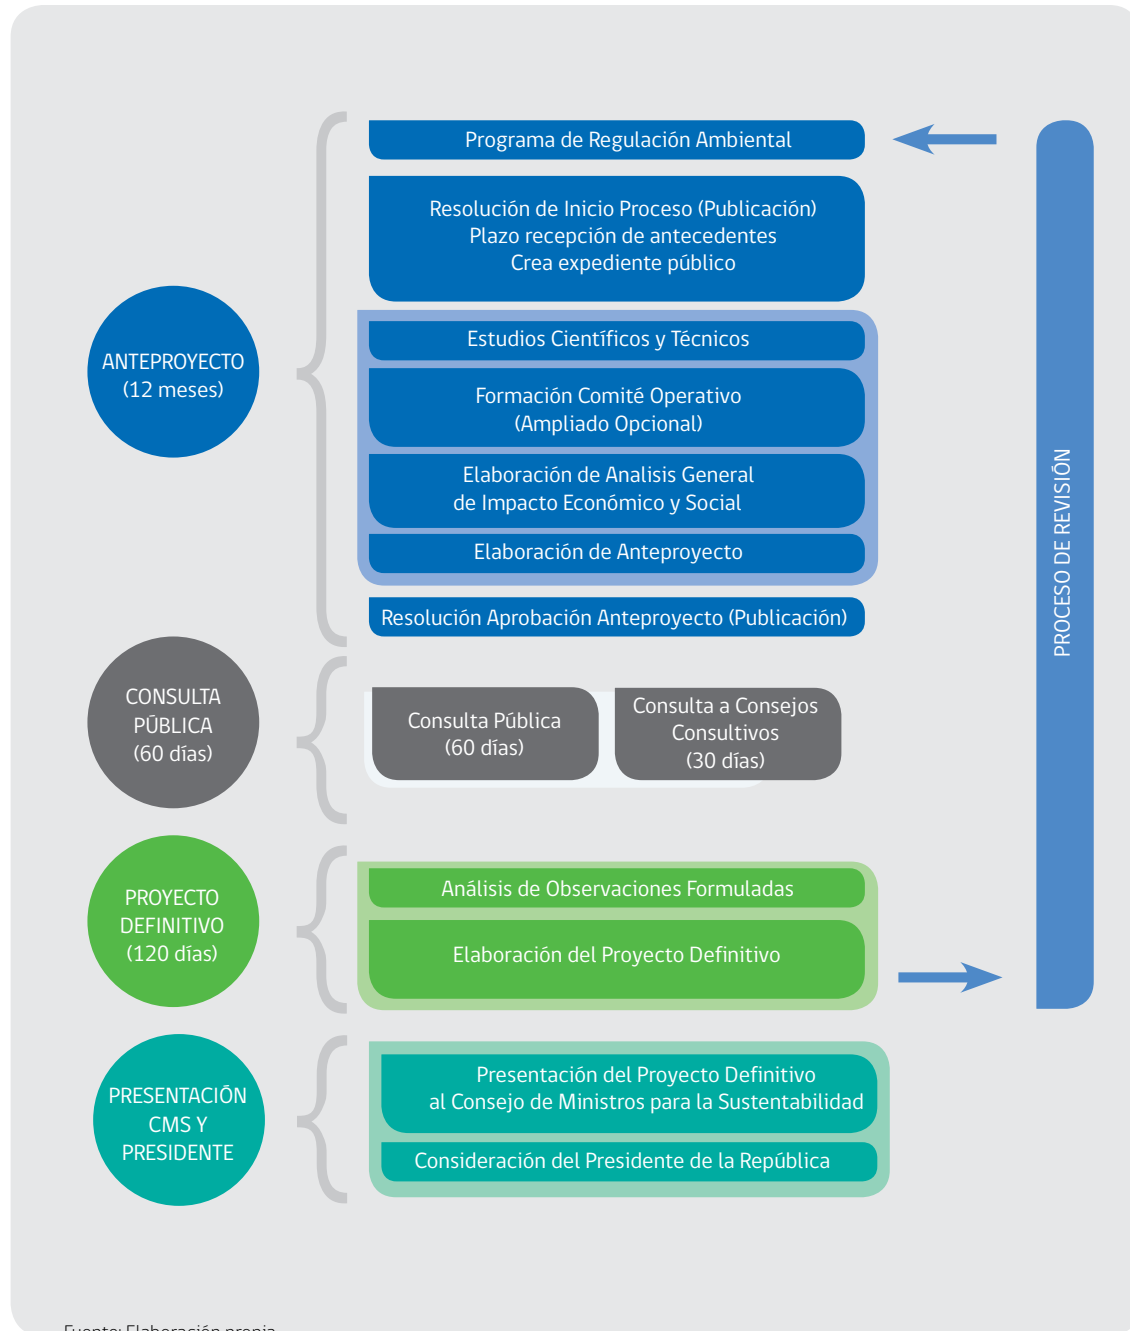 Programa de Regulación Ambiental
Resolución de Inicio Proceso (Publicación)
Plazo recepción de antecedentes
Crea expediente público
ANTEPROYECTO
(12 meses)
Estudios Científicos y Técnicos
Formación Comité Operativo
(Ampliado Opcional)
Elaboración de Analisis General
de Impacto Económico y Social
Elaboración de Anteproyecto
Resolución Aprobación Anteproyecto (Publicación)
CONSULTA
PÚBLICA
(60 días)
Consulta Pública
(60 días)
Consulta a Consejos
Consultivos
(30 días)
PROYECTO
DEFINITIVO
(120 días)
Análisis de Observaciones Formuladas
Elaboración del Proyecto Definitivo
PRESENTACIÓN
CMS Y
PRESIDENTE
Presentación del Proyecto Definitivo
al Consejo de Ministros para la Sustentabilidad
Consideración del Presidente de la República
PROCESO DE REVISIÓN
Fuente: Elaboración propia